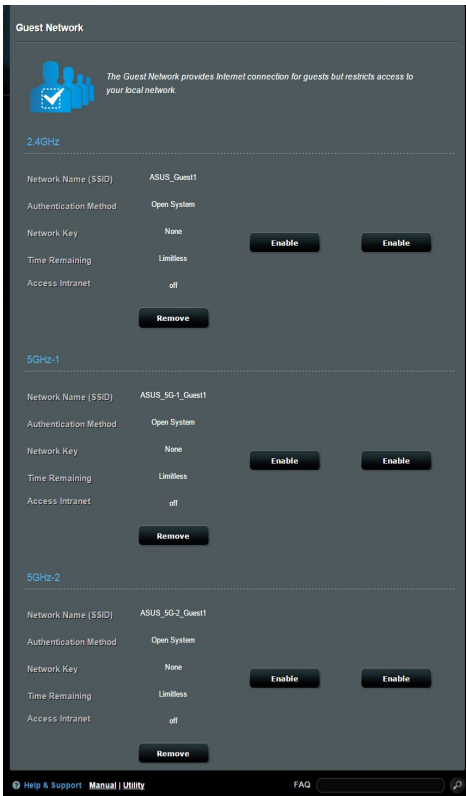 Guest Network
The Guest Network provides Internet connection for guests but restricts access to
your local network.
2.4GHz
Network Name (SSID) ASUS_Guest1
Authentication Method Open System
Network Key None
Enable Enable
Time Remaining Limitless
Access Intranet off
Remove
5GHz-1
Network Name (SSID) ASUS_5G-1_Guest1
Authentication Method Open System
Network Key None
Enable Enable
Time Remaining Limitless
Access Intranet off
Remove
5GHz-2
Network Name (SSID) ASUS_5G-2_Guest1
Authentication Method Open System
Network Key None
Enable Enable
Time Remaining Limitless
Access Intranet off
Remove
Help & Support Manual | Utility FAQ